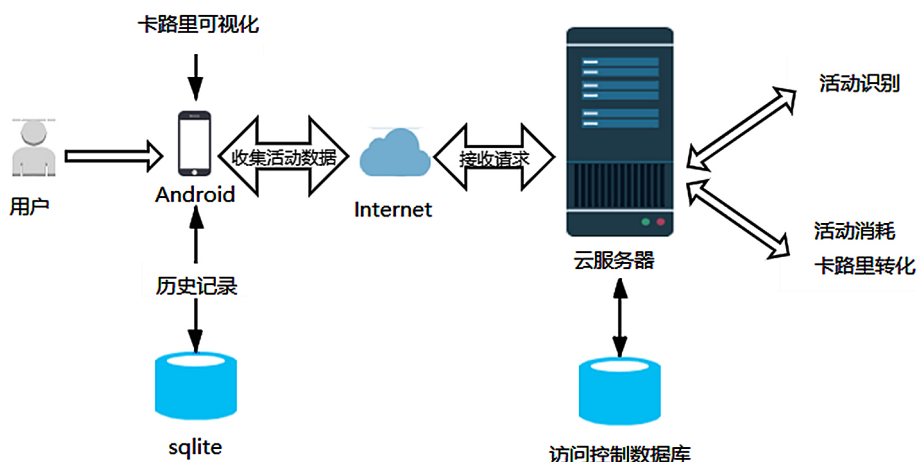 卡路里可视化
活动识别
收集活动数据
接收请求
Android
用户
Internet
活动消耗
卡路里转化
云服务器
历史记录
sqlite
访问控制数据库